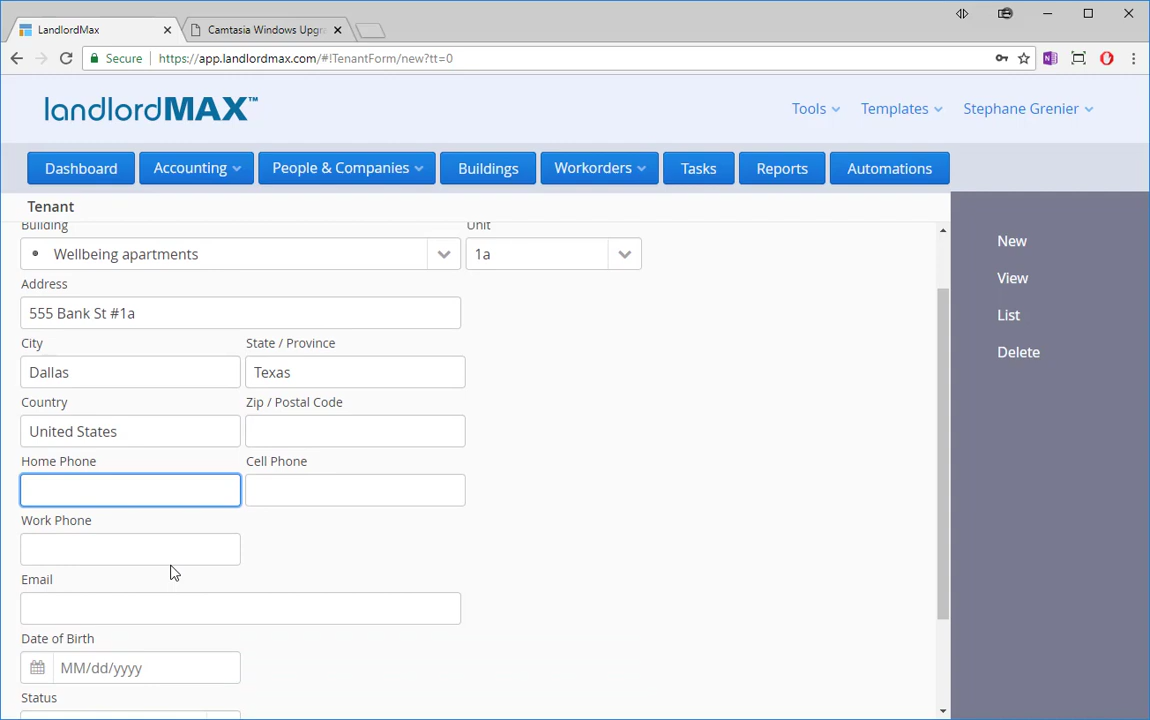 LandlordMax
Camtasia Windows Upgr
Secure https://app.landlordmax.com/#!TenantForm/new?tt=0
landlordMAX™
Tools Templates Stephane Grenier
Dashboard Accounting People & Companies Buildings Workorders Tasks Reports Automations
Tenant
Building Unit
Wellbeing apartments 1a
Address
555 Bank St #1a
City State / Province
Dallas Texas
Country Zip / Postal Code
United States
Home Phone Cell Phone
Work Phone
Email
Date of Birth
MM/dd/yyyy
Status
New
View
List
Delete